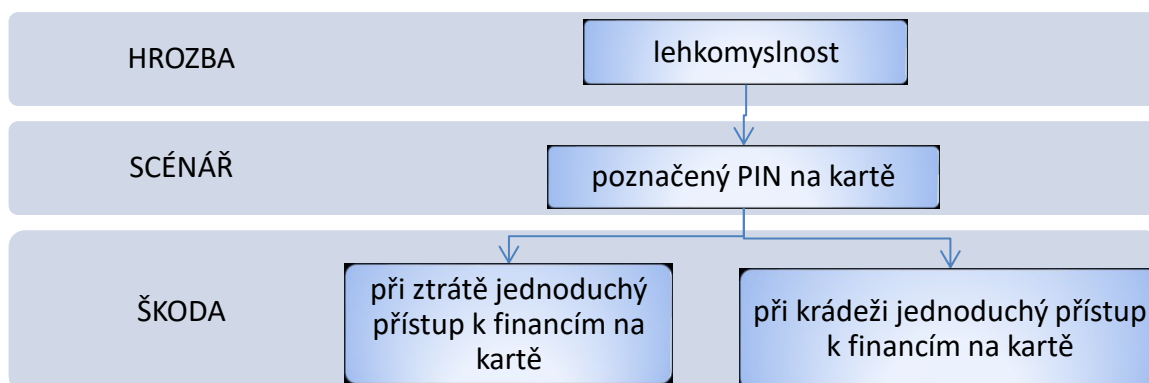 HROZBA
lehkomyslnost
SCÉNÁŘ
poznačený PIN na kartě
ŠKODA
při ztrátě jednoduchý
přístup k financím na
kartě
při krádeži jednoduchý přístup
k financím na kartě